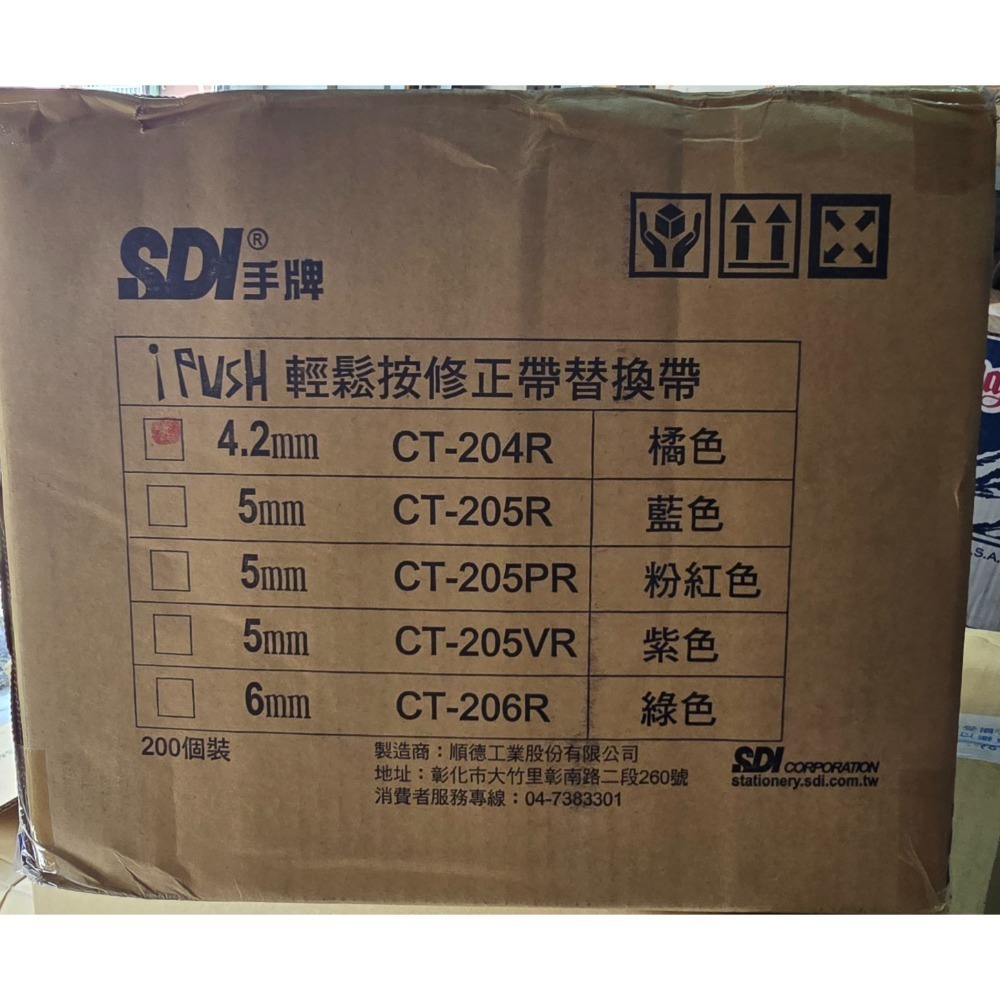 SDI®手牌
iPUSH 輕鬆按修正帶替換帶
4.2mm CT-204R 橘色
5mm CT-205R 藍色
5mm CT-205PR 粉紅色
5mm CT-205VR 紫色
6mm CT-206R 綠色
200個裝
製造商：順德工業股份有限公司
地址：彰化市大竹里彰南路二段260號
消費者服務專線：04-7383301
SDI CORPORATION
stationery.sdi.com.tw
S.A.